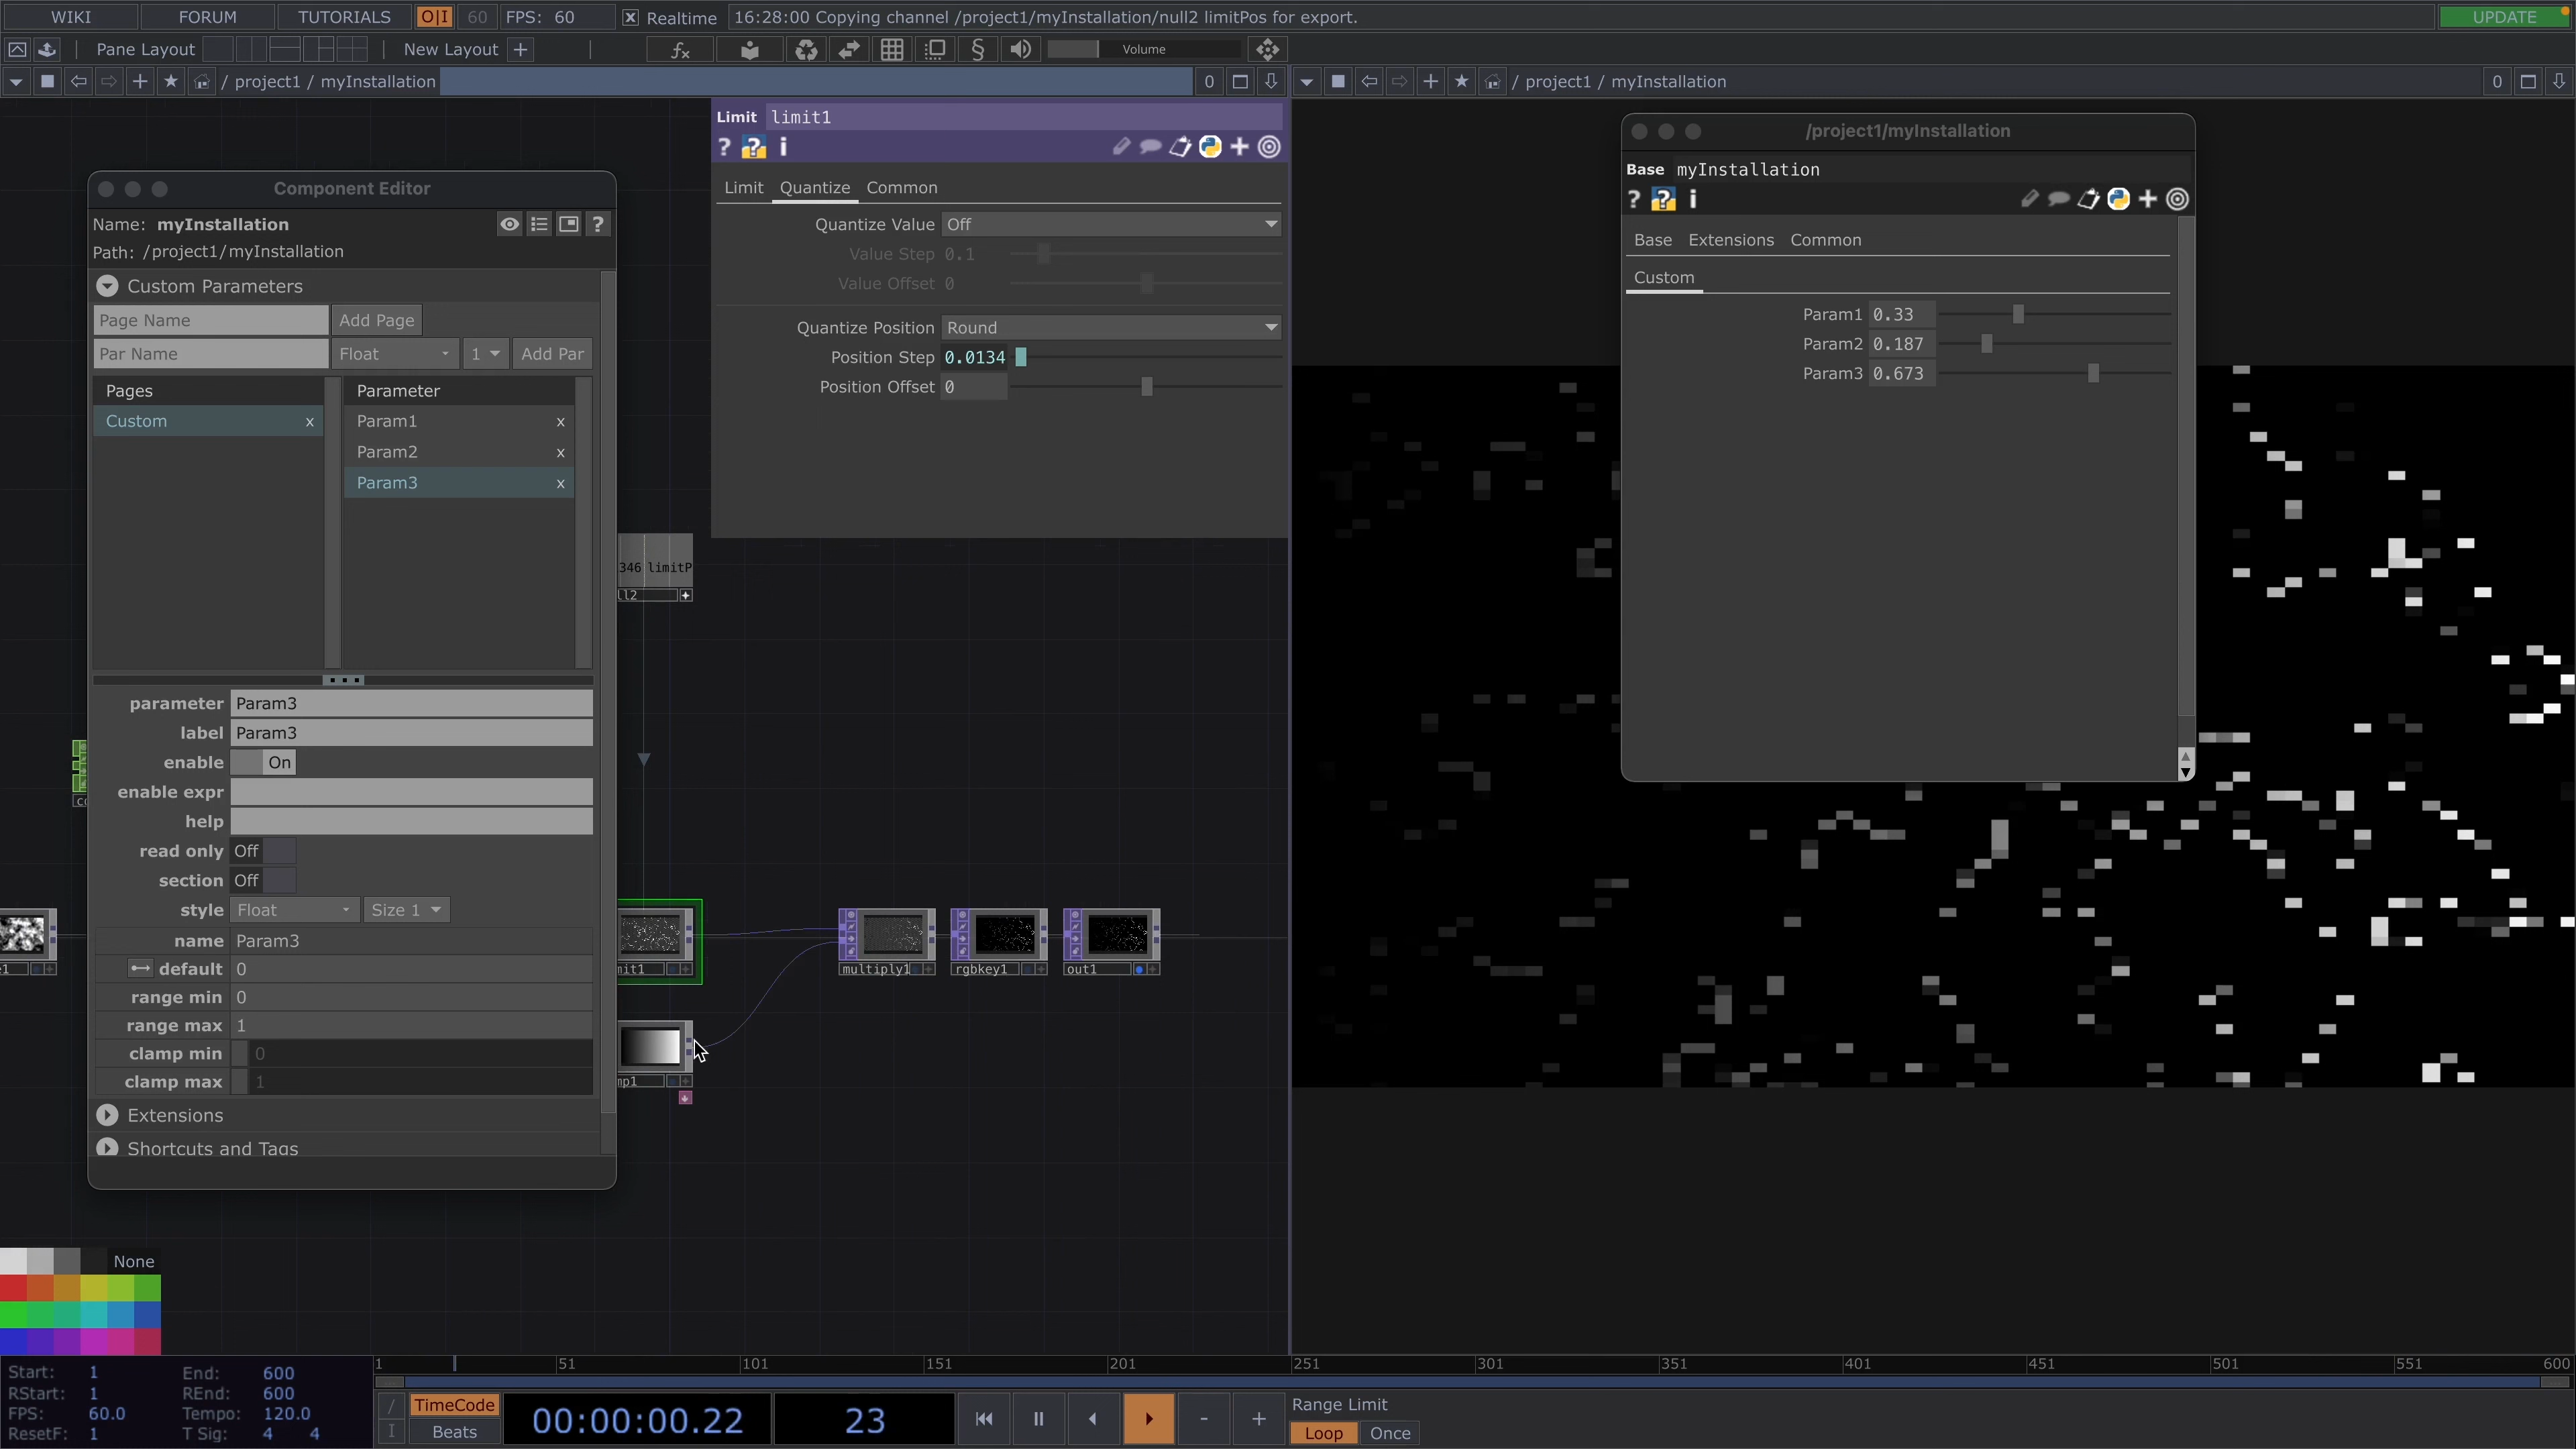 WIKI FORUM TUTORIALS O|I 60 FPS: 60 x Realtime 16:28:00 Copying channel /project1/myInstallation/null2 limitPos for export. UPDATE
Pane Layout New Layout + Volume
/ project1 / myInstallation 0
/ project1 / myInstallation 0
Limit limit1
? ? i
Limit Quantize Common
Quantize Value Off
Value Step 0.1
Value Offset 0
Quantize Position Round
Position Step 0.0134
Position Offset 0
/project1/myInstallation
Base myInstallation
? ? i
Base Extensions Common
Custom
Param1 0.33
Param2 0.187
Param3 0.673
Component Editor
Name: myInstallation
Path: /project1/myInstallation
Custom Parameters
Page Name Add Page
Par Name Float 1 Add Par
Pages Parameter
Custom x Param1 x
Param2 x
Param3 x
parameter Param3
label Param3
enable On
enable expr
help
read only Off
section Off
style Float Size 1
name Param3
default 0
range min 0
range max 1
clamp min 0
clamp max 1
Extensions
Shortcuts and Tags
346 limitP
ll2
mit1 multiply1 rgbkey1 out1
mp1
None
Start: 1 End: 600
RStart: 1 REnd: 600
FPS: 60.0 Tempo: 120.0
ResetF: 1 T Sig: 4 4
1 51 101 151 201 251 301 351 401 451 501 551 600
TimeCode
Beats
00:00:00.22 23 - +
Range Limit
Loop Once